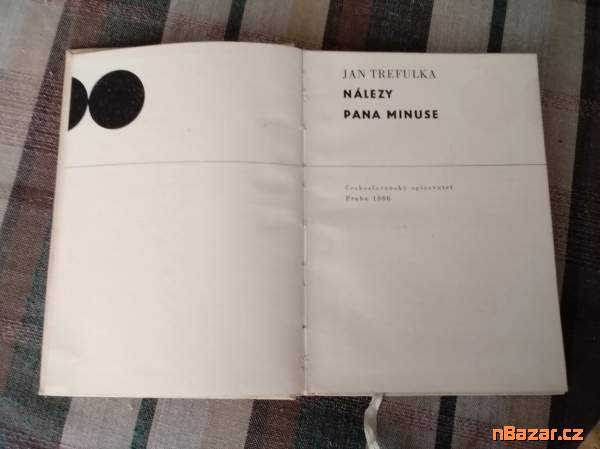 JAN TREFULKA
NÁLEZY
PANA MINUSE
Československý spisovatel
Praha 1966
nBazar.cz